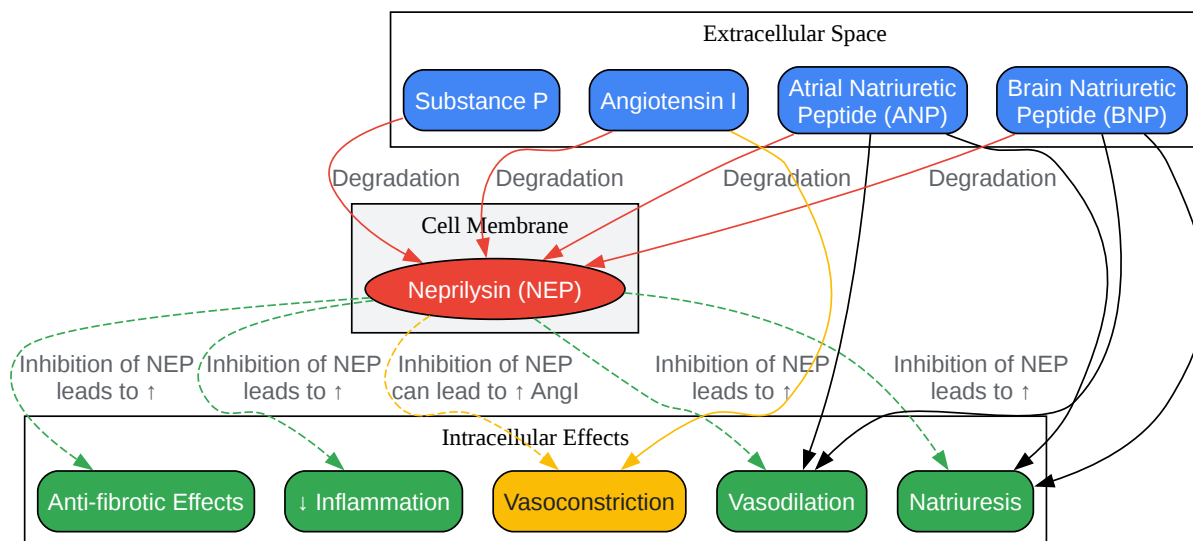 Extracellular Space
Substance P
Angiotensin I
Atrial Natriuretic
Peptide (ANP)
Brain Natriuretic
Peptide (BNP)
Degradation
Degradation
Degradation
Degradation
Cell Membrane
Neprilysin (NEP)
Inhibition of NEP
leads to ↑
Inhibition of NEP
leads to ↑
Inhibition of NEP
can lead to ↑ AngI
Inhibition of NEP
leads to ↑
Inhibition of NEP
leads to ↑
Intracellular Effects
Anti-fibrotic Effects
↓ Inflammation
Vasoconstriction
Vasodilation
Natriuresis